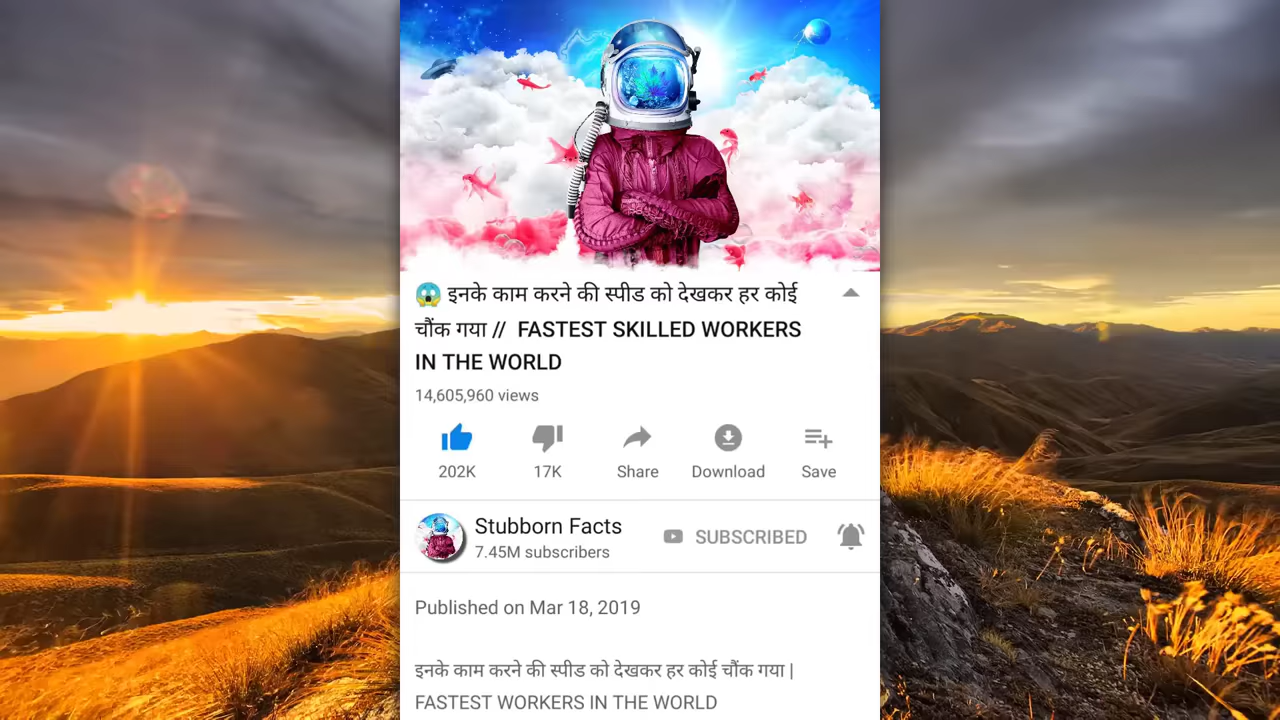 😱 इनके काम करने की स्पीड को देखकर हर कोई
चौंक गया // FASTEST SKILLED WORKERS
IN THE WORLD
14,605,960 views
202K
17K
Share
Download
Save
Stubborn Facts
7.45M subscribers
SUBSCRIBED
Published on Mar 18, 2019
इनके काम करने की स्पीड को देखकर हर कोई चौंक गया |
FASTEST WORKERS IN THE WORLD